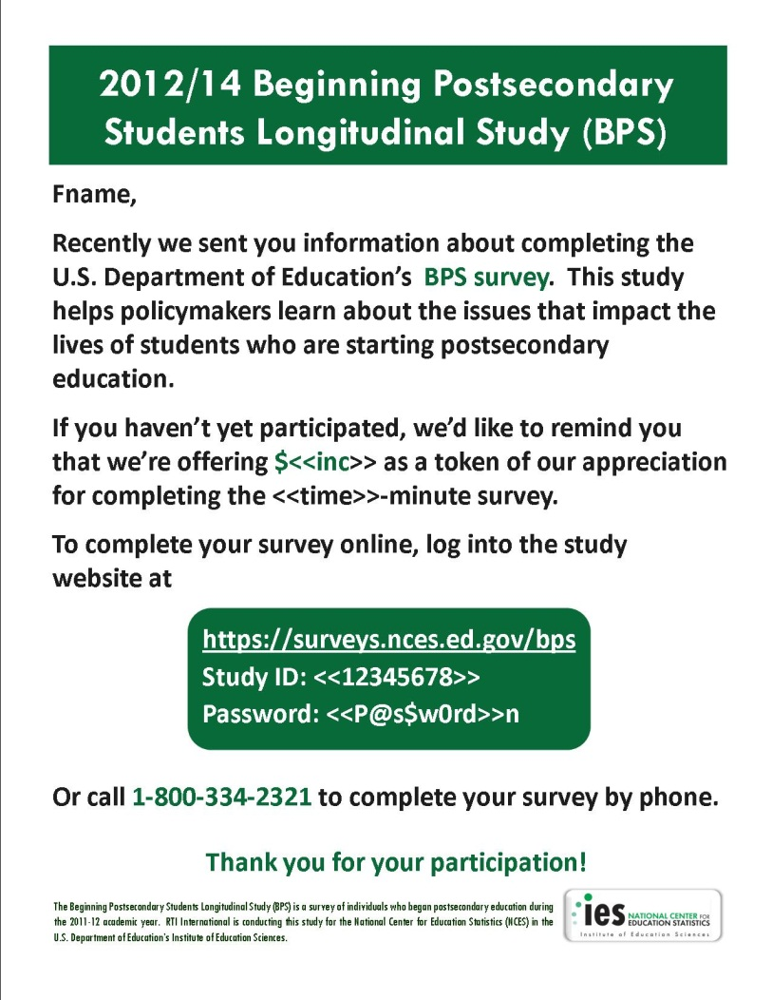 2012/14 Beginning Postsecondary
Students Longitudinal Study (BPS)
Fname,
Recently we sent you information about completing the
U.S. Department of Education’s BPS survey. This study
helps policymakers learn about the issues that impact the
lives of students who are starting postsecondary
education.
If you haven’t yet participated, we’d like to remind you
that we’re offering $<<inc>> as a token of our appreciation
for completing the <<time>>-minute survey.
To complete your survey online, log into the study
website at
https://surveys.nces.ed.gov/bps
Study ID: <<12345678>>
Password: <<P@s$w0rd>>n
Or call 1-800-334-2321 to complete your survey by phone.
Thank you for your participation!
The Beginning Postsecondary Students Longitudinal Study (BPS) is a survey of individuals who began postsecondary education during
the 2011-12 academic year. RTI International is conducting this study for the National Center for Education Statistics (NCES) in the
U.S. Department of Education's Institute of Education Sciences.
ies NATIONAL CENTER FOR
EDUCATION STATISTICS
Institute of Education Sciences